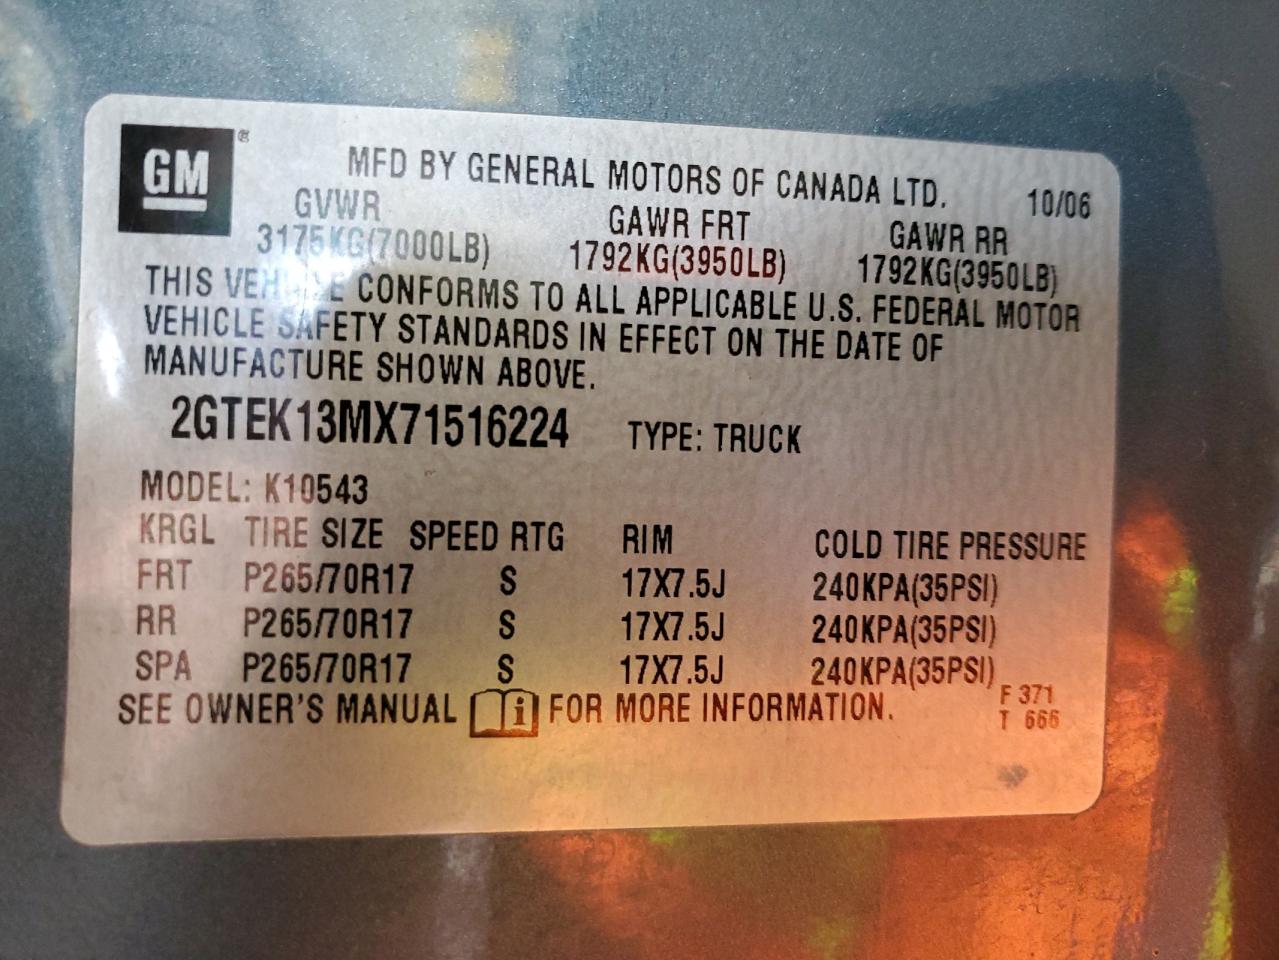 GM ®
MFD BY GENERAL MOTORS OF CANADA LTD. 10/06
GVWR GAWR FRT GAWR RR
3175KG(7000LB) 1792KG(3950LB) 1792KG(3950LB)
THIS VEHICLE CONFORMS TO ALL APPLICABLE U.S. FEDERAL MOTOR
VEHICLE SAFETY STANDARDS IN EFFECT ON THE DATE OF
MANUFACTURE SHOWN ABOVE.
2GTEK13MX71516224 TYPE: TRUCK
MODEL: K10543
KRGL TIRE SIZE SPEED RTG RIM COLD TIRE PRESSURE
FRT P265/70R17 S 17X7.5J 240KPA(35PSI)
RR P265/70R17 S 17X7.5J 240KPA(35PSI)
SPA P265/70R17 S 17X7.5J 240KPA(35PSI)
SEE OWNER'S MANUAL i FOR MORE INFORMATION.
F 371
T 666